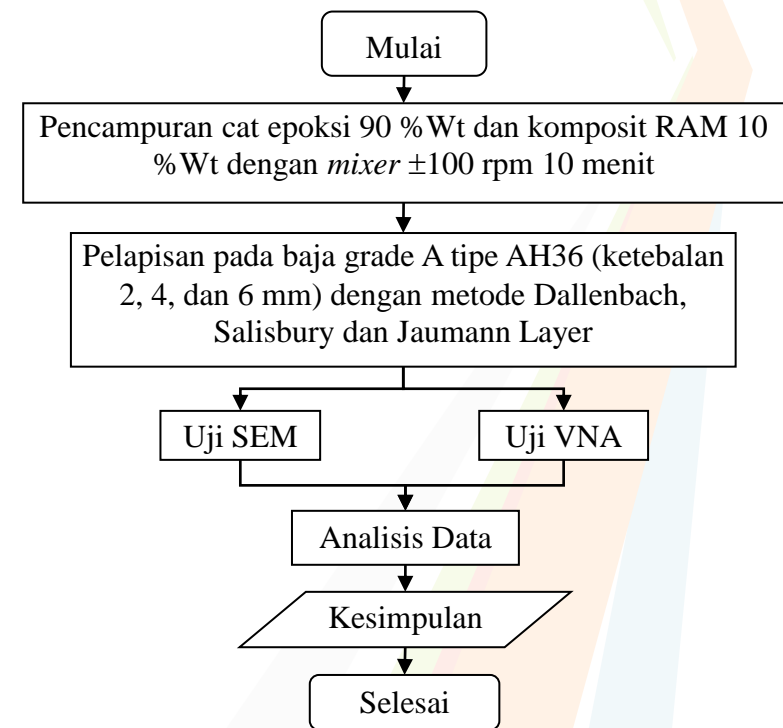 Mulai
Pencampuran cat epoksi 90 %Wt dan komposit RAM 10
%Wt dengan mixer ±100 rpm 10 menit
Pelapisan pada baja grade A tipe AH36 (ketebalan
2, 4, dan 6 mm) dengan metode Dallenbach,
Salisbury dan Jaumann Layer
Uji SEM
Uji VNA
Analisis Data
Kesimpulan
Selesai